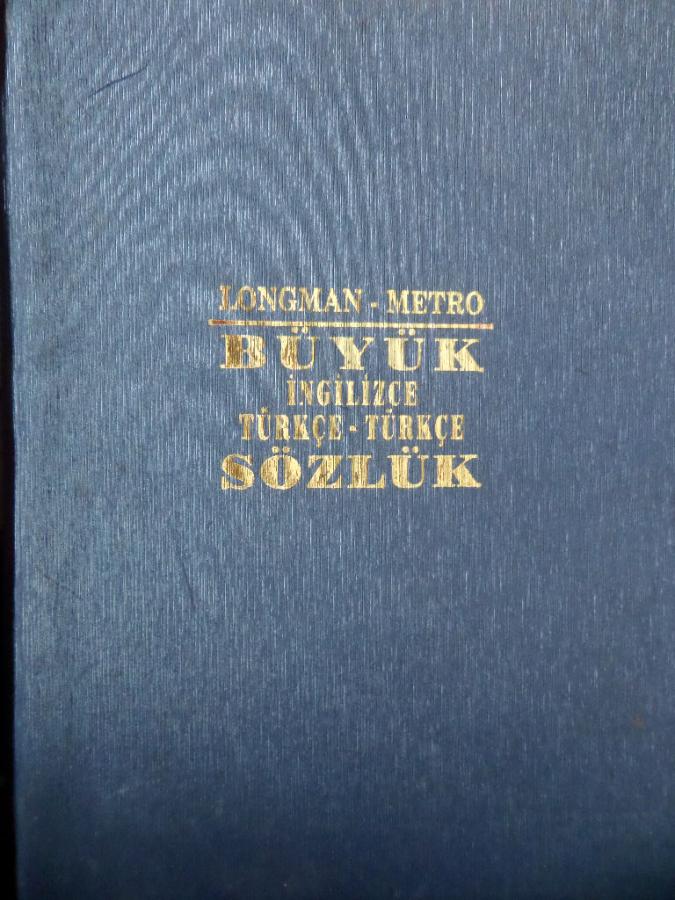 LONGMAN - METRO
BÜYÜK
İNGİLİZCE
TÜRKÇE - TÜRKÇE
SÖZLÜK